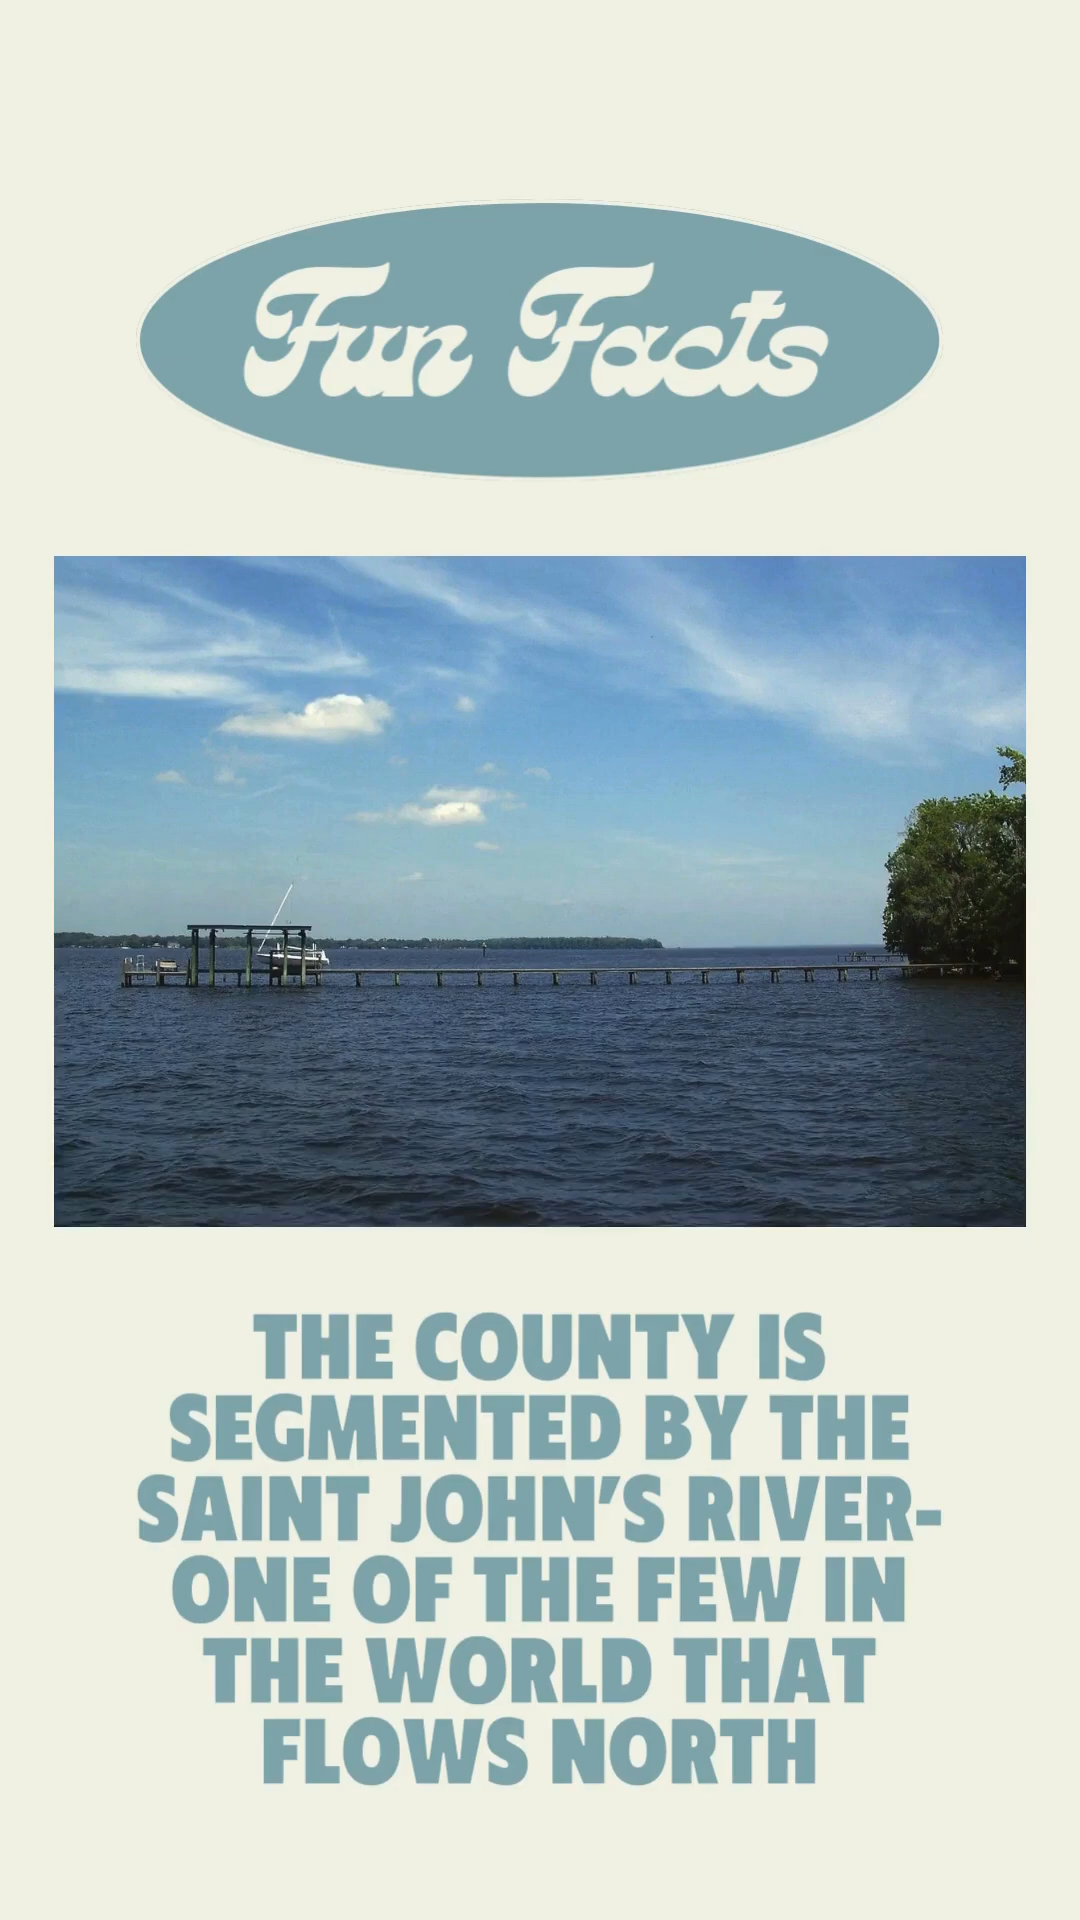 Fun Facts
THE COUNTY IS
SEGMENTED BY THE
SAINT JOHN’S RIVER-
ONE OF THE FEW IN
THE WORLD THAT
FLOWS NORTH